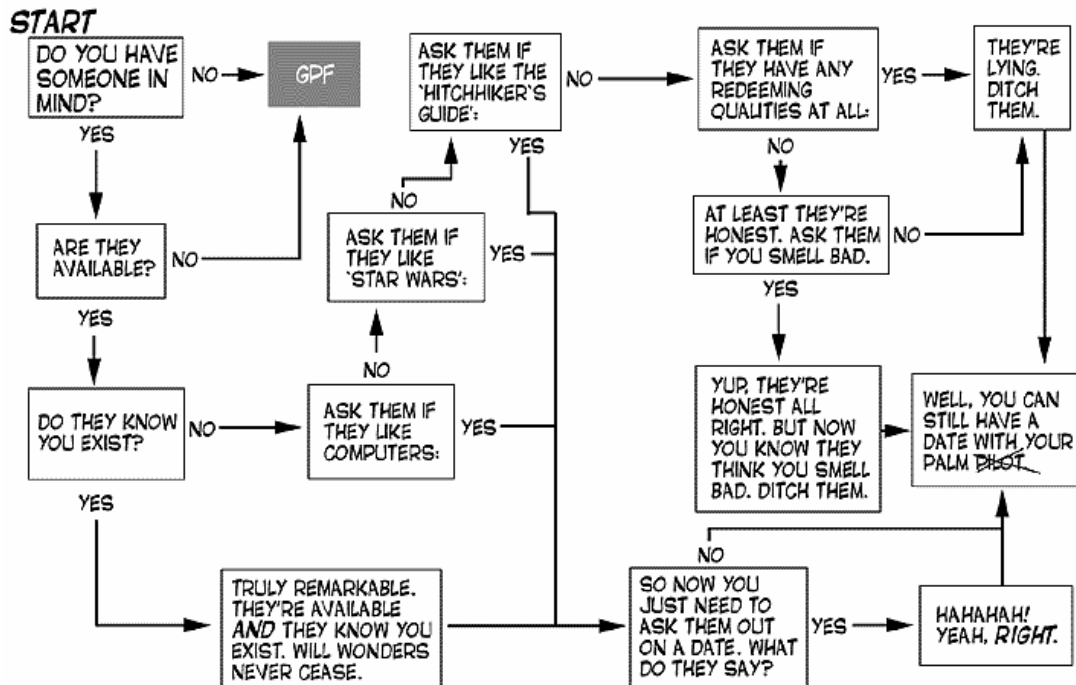 START
DO YOU HAVE
SOMEONE IN
MIND?
NO
GPF
YES
ARE THEY
AVAILABLE?
NO
YES
DO THEY KNOW
YOU EXIST?
NO
YES
ASK THEM IF
THEY LIKE
COMPUTERS:
YES
NO
ASK THEM IF
THEY LIKE
'STAR WARS':
YES
NO
ASK THEM IF
THEY LIKE THE
'HITCHHIKER'S
GUIDE':
YES
NO
ASK THEM IF
THEY HAVE ANY
REDEEMING
QUALITIES AT ALL:
YES
THEY'RE
LYING.
DITCH
THEM.
NO
AT LEAST THEY'RE
HONEST. ASK THEM
IF YOU SMELL BAD.
NO
YES
YUP, THEY'RE
HONEST ALL
RIGHT. BUT NOW
YOU KNOW THEY
THINK YOU SMELL
BAD. DITCH THEM.
WELL, YOU CAN
STILL HAVE A
DATE WITH YOUR
PALM PILOT.
TRULY REMARKABLE.
THEY'RE AVAILABLE
AND THEY KNOW YOU
EXIST. WILL WONDERS
NEVER CEASE.
SO NOW YOU
JUST NEED TO
ASK THEM OUT
ON A DATE. WHAT
DO THEY SAY?
NO
YES
HAHAHAH!
YEAH, RIGHT.